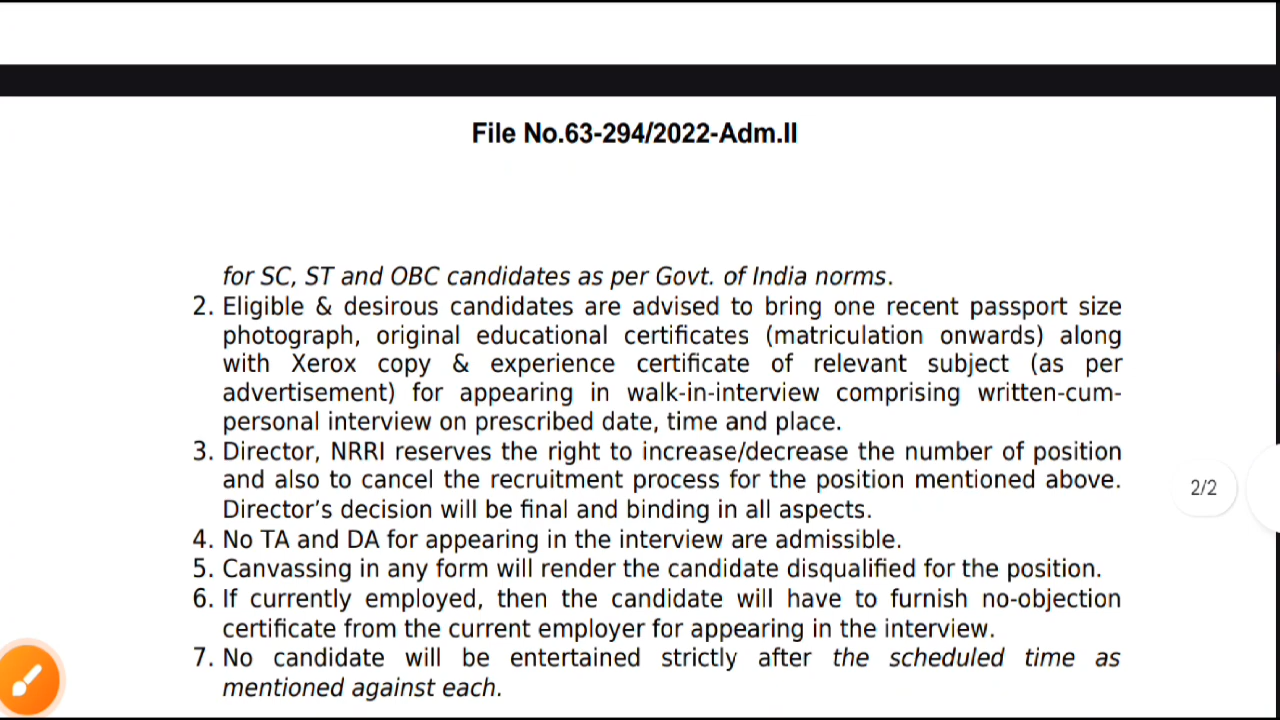 File No.63-294/2022-Adm.II
for SC, ST and OBC candidates as per Govt. of India norms.
2. Eligible & desirous candidates are advised to bring one recent passport size
photograph, original educational certificates (matriculation onwards) along
with Xerox copy & experience certificate of relevant subject (as per
advertisement) for appearing in walk-in-interview comprising written-cum-
personal interview on prescribed date, time and place.
3. Director, NRRI reserves the right to increase/decrease the number of position
and also to cancel the recruitment process for the position mentioned above.
Director’s decision will be final and binding in all aspects.
4. No TA and DA for appearing in the interview are admissible.
5. Canvassing in any form will render the candidate disqualified for the position.
6. If currently employed, then the candidate will have to furnish no-objection
certificate from the current employer for appearing in the interview.
7. No candidate will be entertained strictly after the scheduled time as
mentioned against each.
2/2